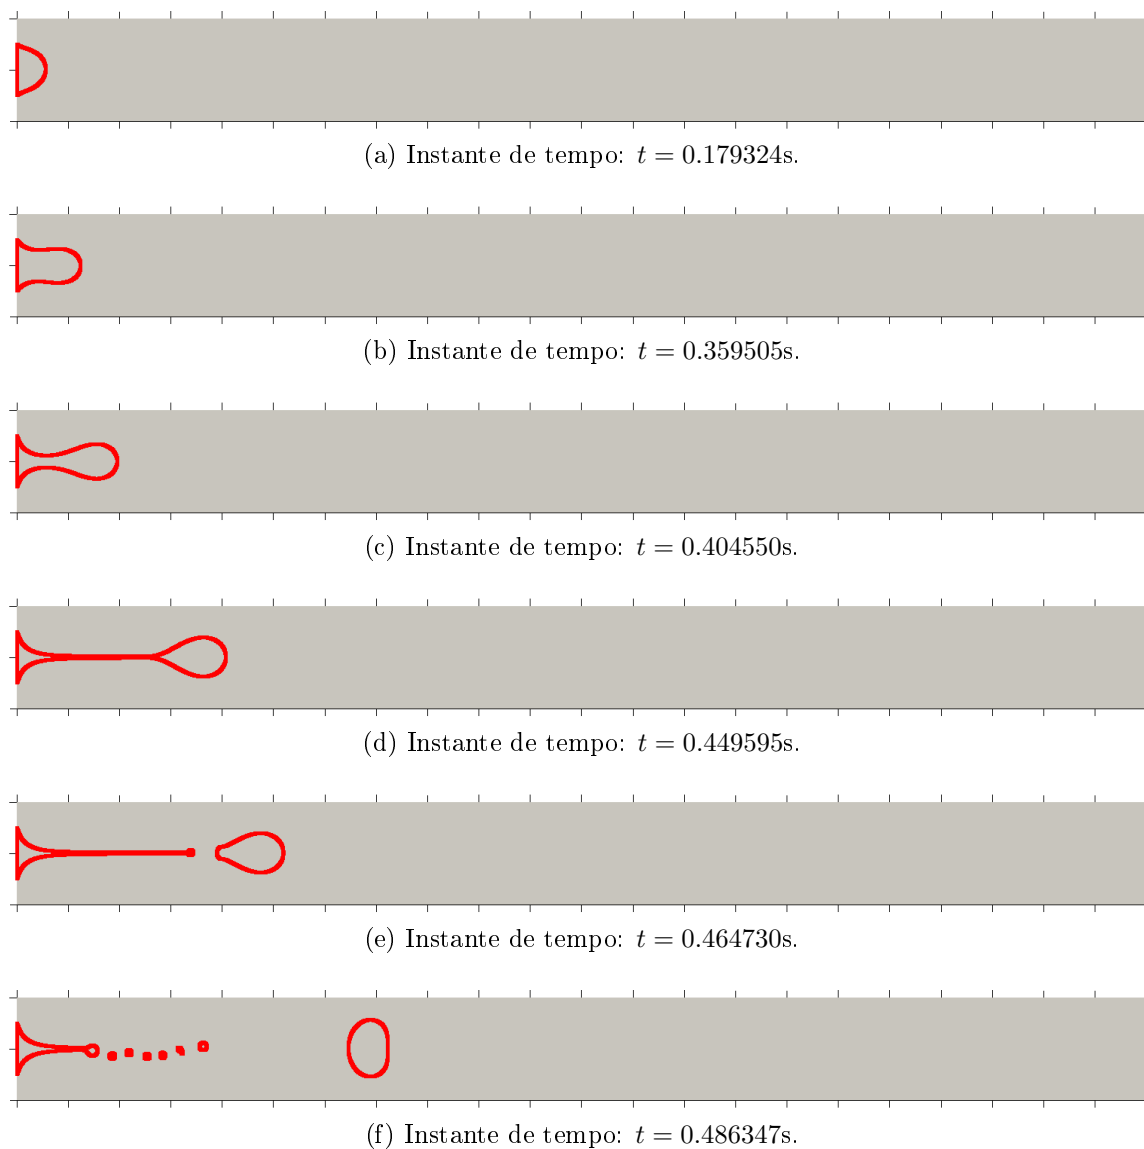 (a) Instante de tempo: t = 0.179324s.
(b) Instante de tempo: t = 0.359505s.
(c) Instante de tempo: t = 0.404550s.
(d) Instante de tempo: t = 0.449595s.
(e) Instante de tempo: t = 0.464730s.
(f) Instante de tempo: t = 0.486347s.